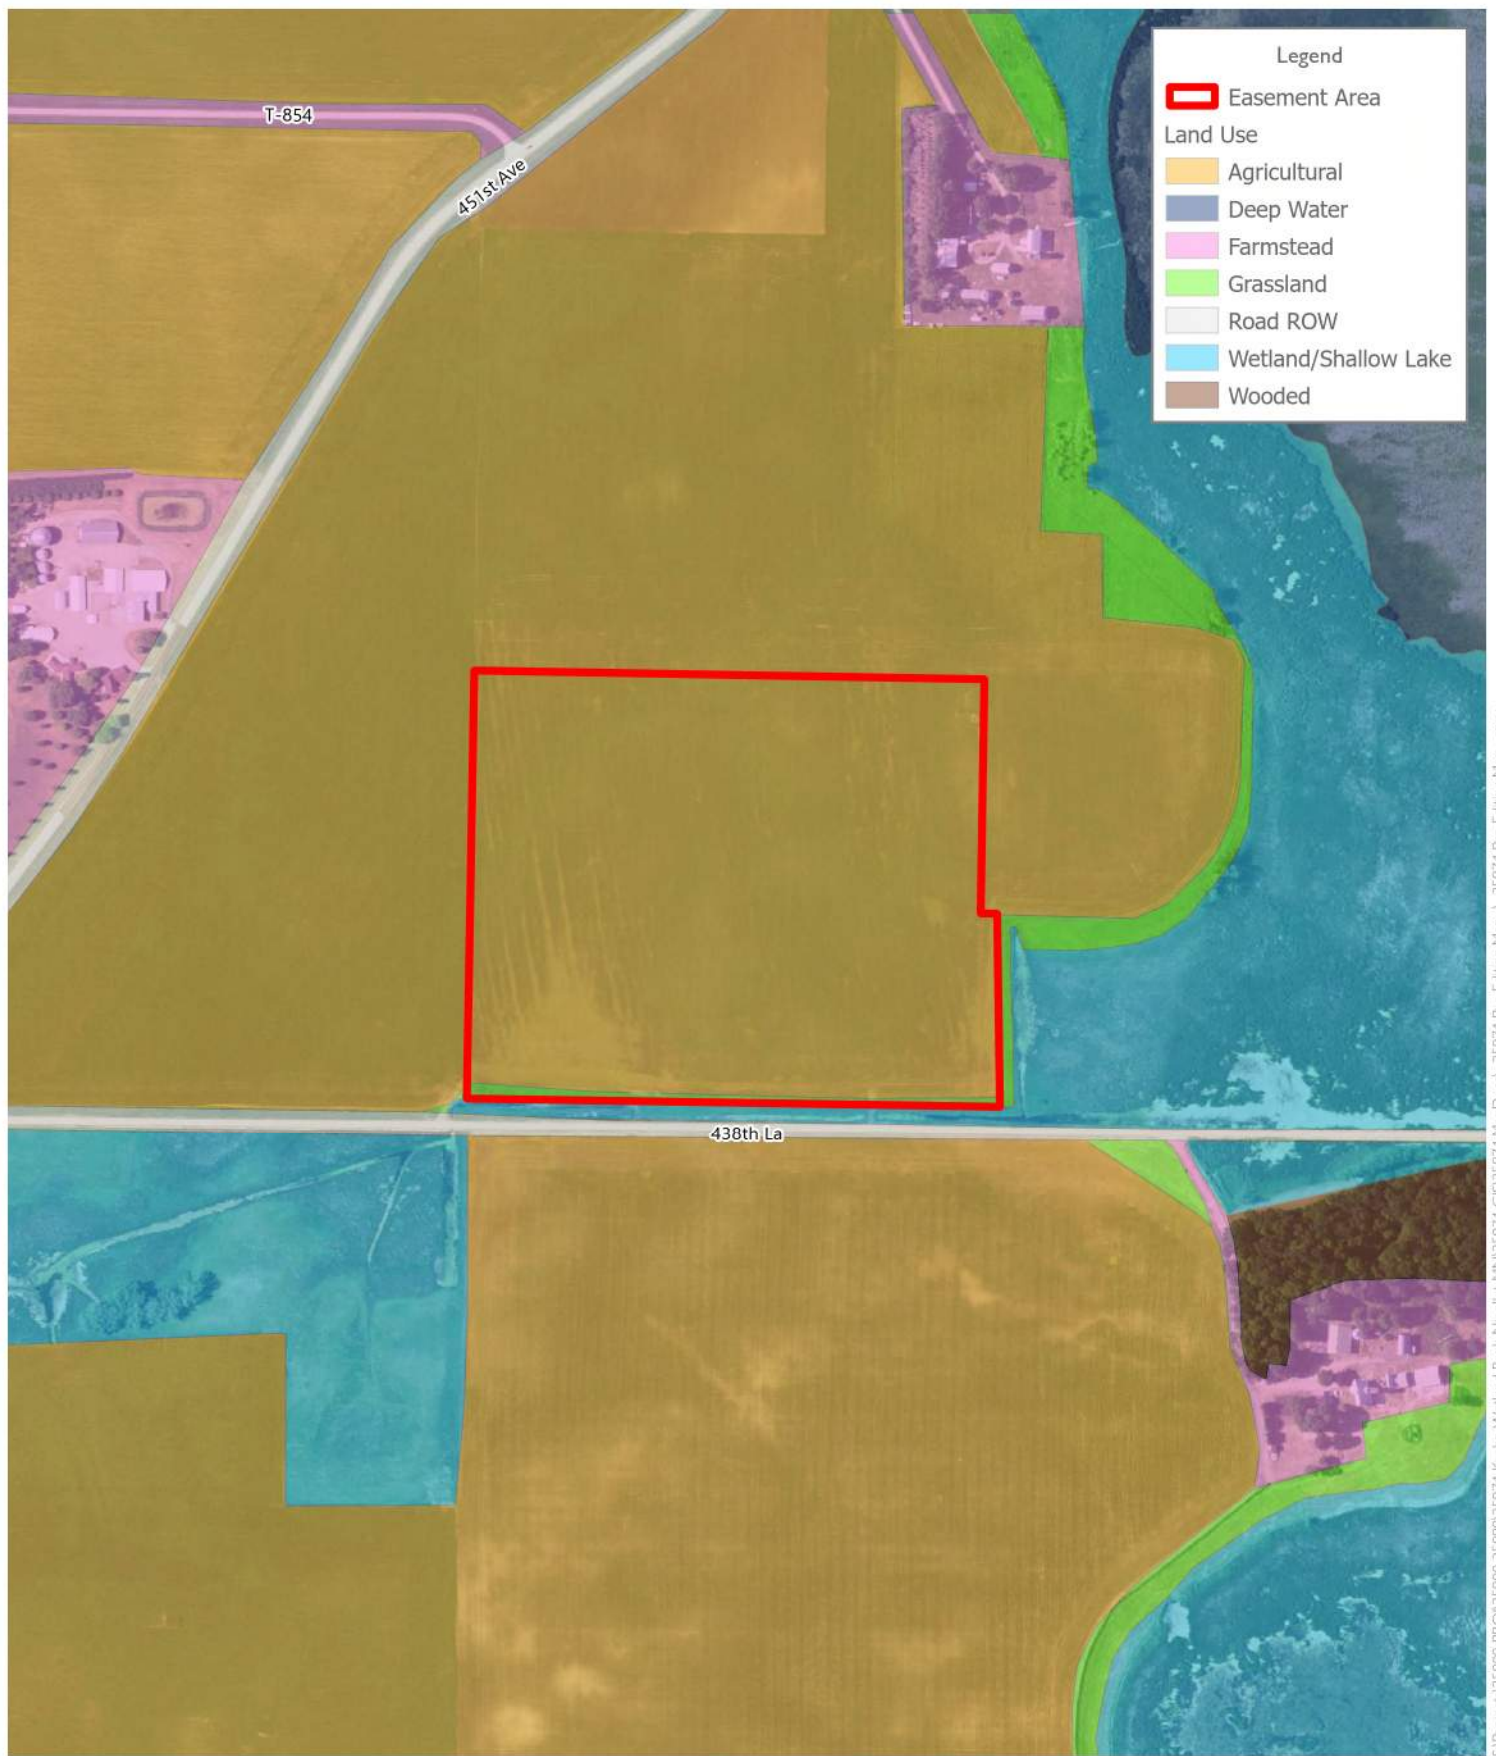 T-854
451st Ave
Legend
Easement Area
Land Use
Agricultural
Deep Water
Farmstead
Grassland
Road ROW
Wetland/Shallow Lake
Wooded
438th La